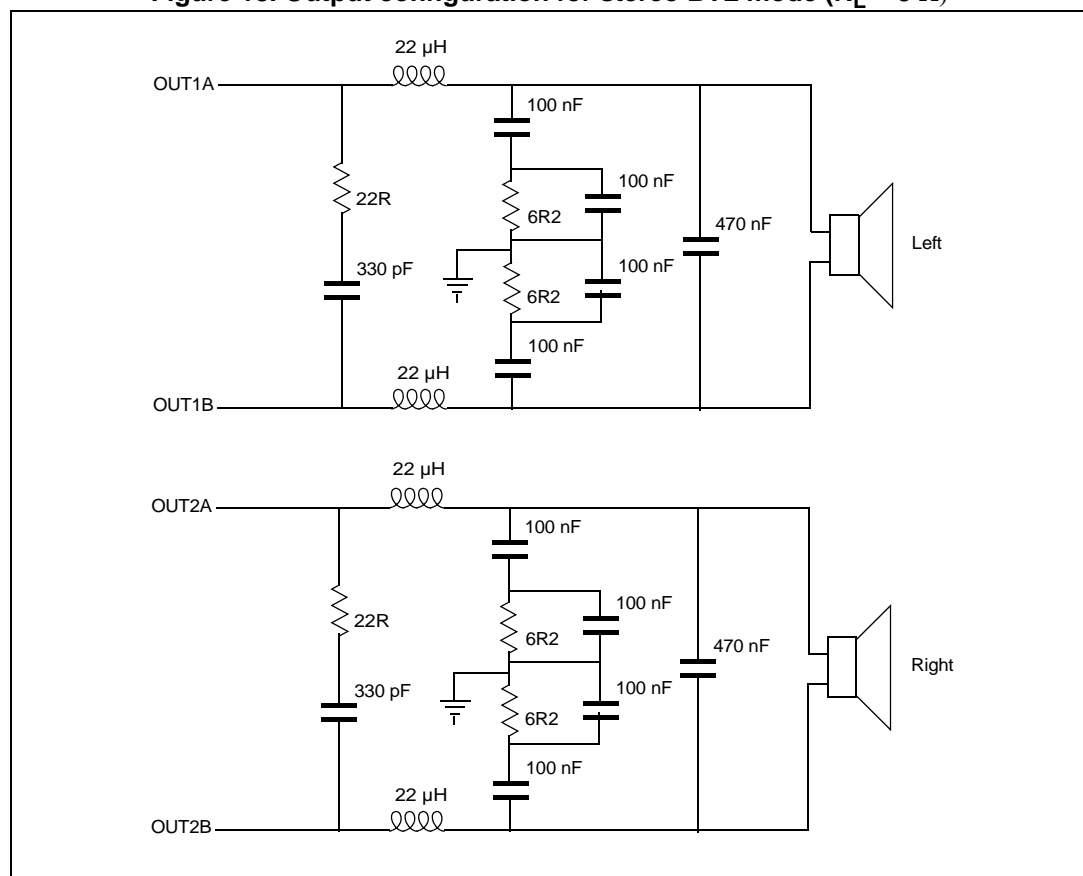 22 µH
OUT1A
100 nF
100 nF
22R
6R2
470 nF
Left
330 pF
100 nF
6R2
100 nF
22 µH
OUT1B
22 µH
OUT2A
100 nF
100 nF
22R
6R2
470 nF
Right
330 pF
100 nF
6R2
100 nF
22 µH
OUT2B